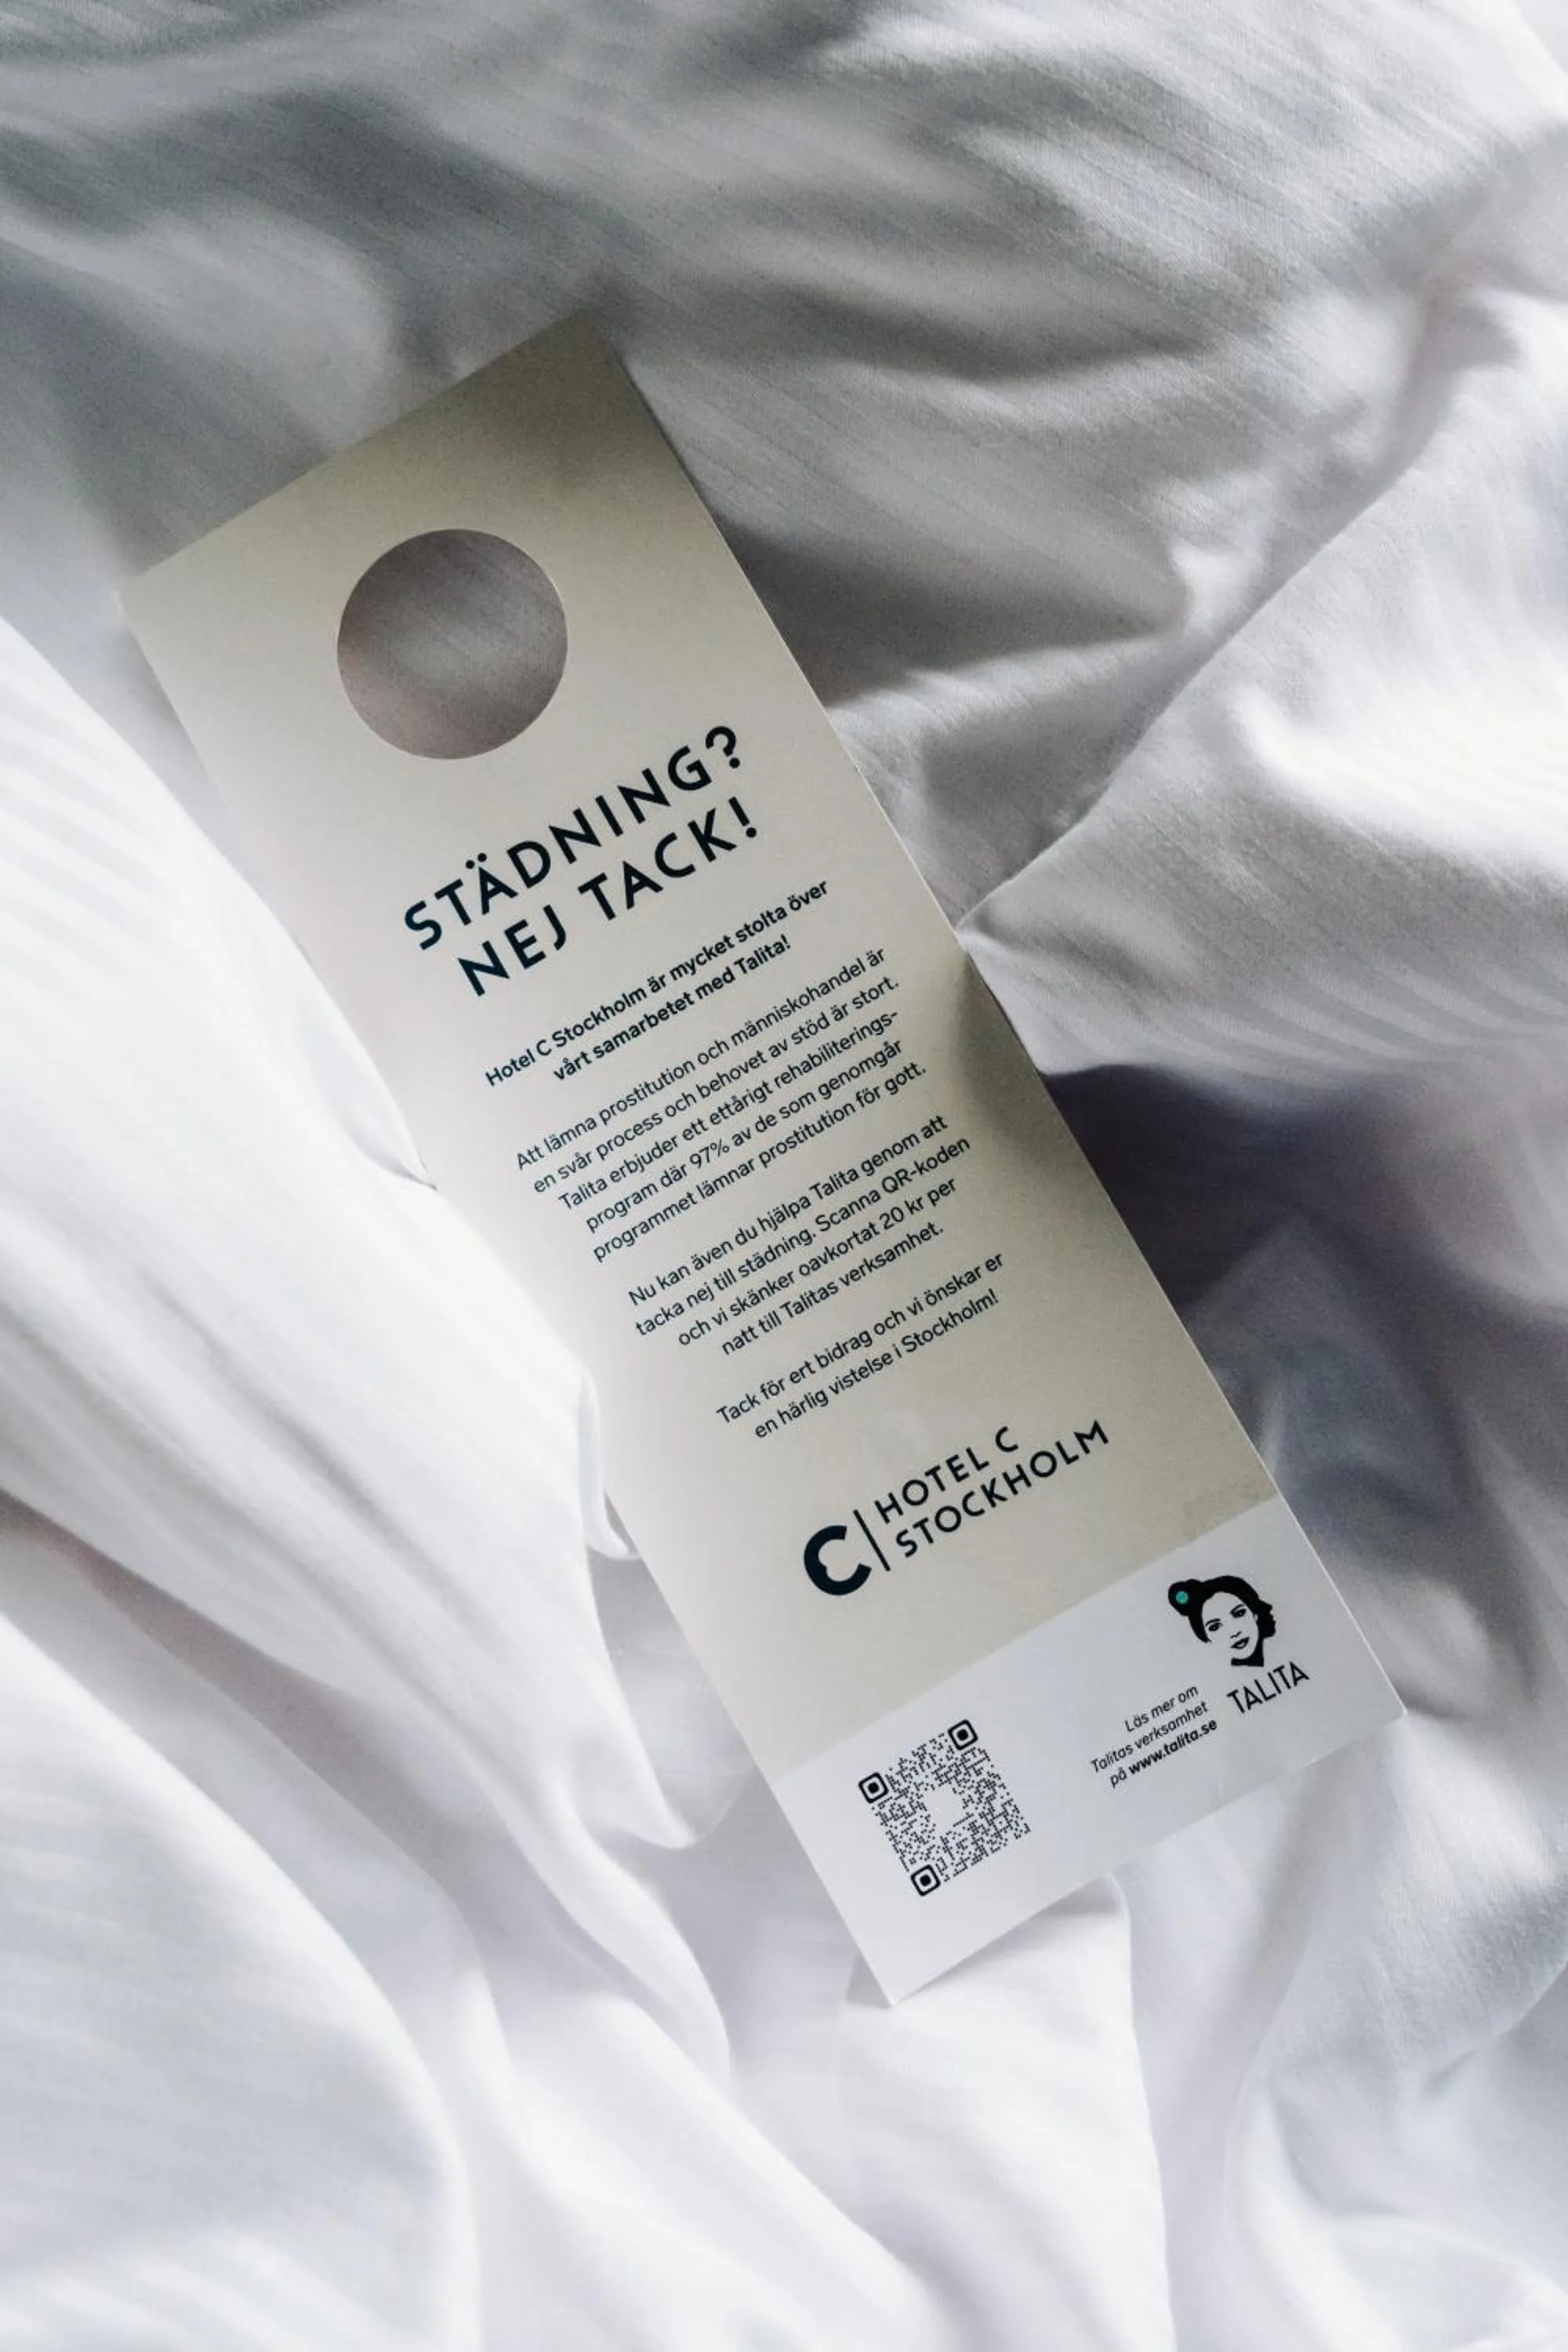 STÄDNING?
NEJ TACK!
Hotel C Stockholm är mycket stolta över
vårt samarbetet med Talita!
Att lämna prostitution och människohandel är
en svår process och behovet av stöd är stort.
Talita erbjuder ett ettårigt rehabiliterings-
program där 97% av de som genomgår
programmet lämnar prostitution för gott.
Nu kan även du hjälpa Talita genom att
tacka nej till städning. Scanna QR-koden
och vi skänker oavkortat 20 kr per
natt till Talitas verksamhet.
Tack för ert bidrag och vi önskar er
en härlig vistelse i Stockholm!
C HOTEL C
STOCKHOLM
Läs mer om
Talitas verksamhet
på www.talita.se
TALITA